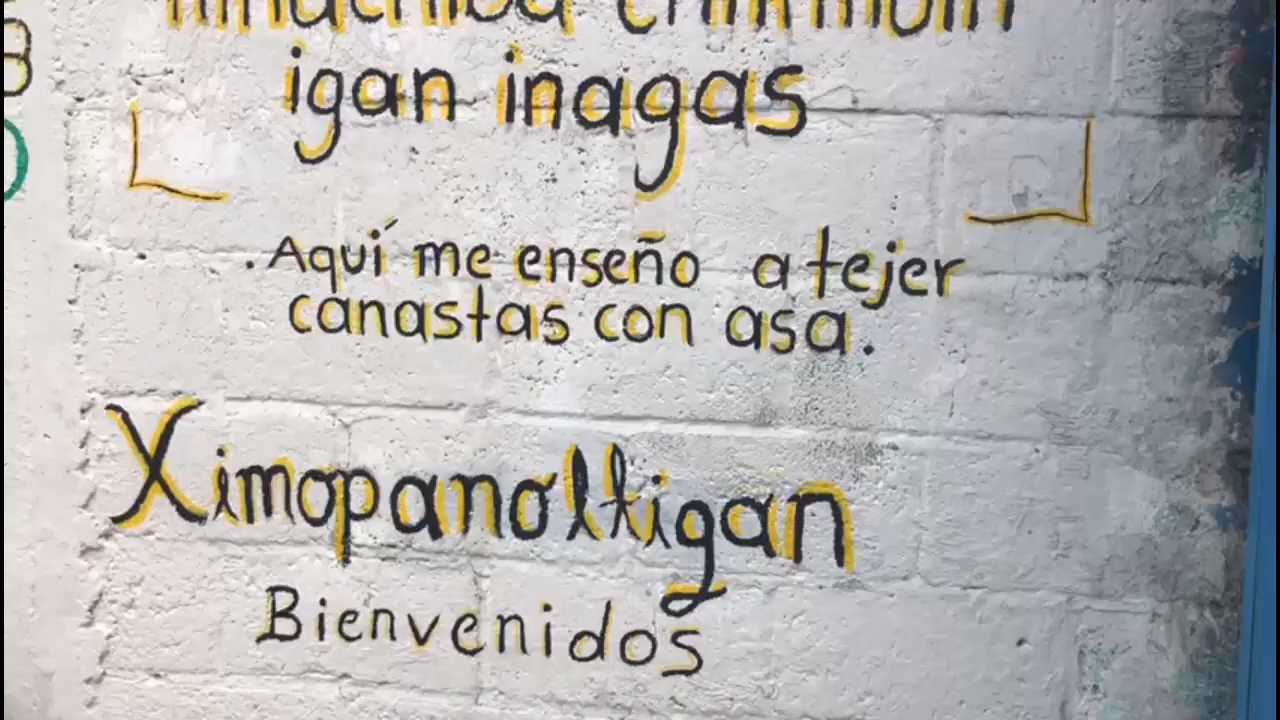 igan inagas
. Aquí me enseño a tejer
canastas con asa.
Ximopanoltigan
Bienvenidos